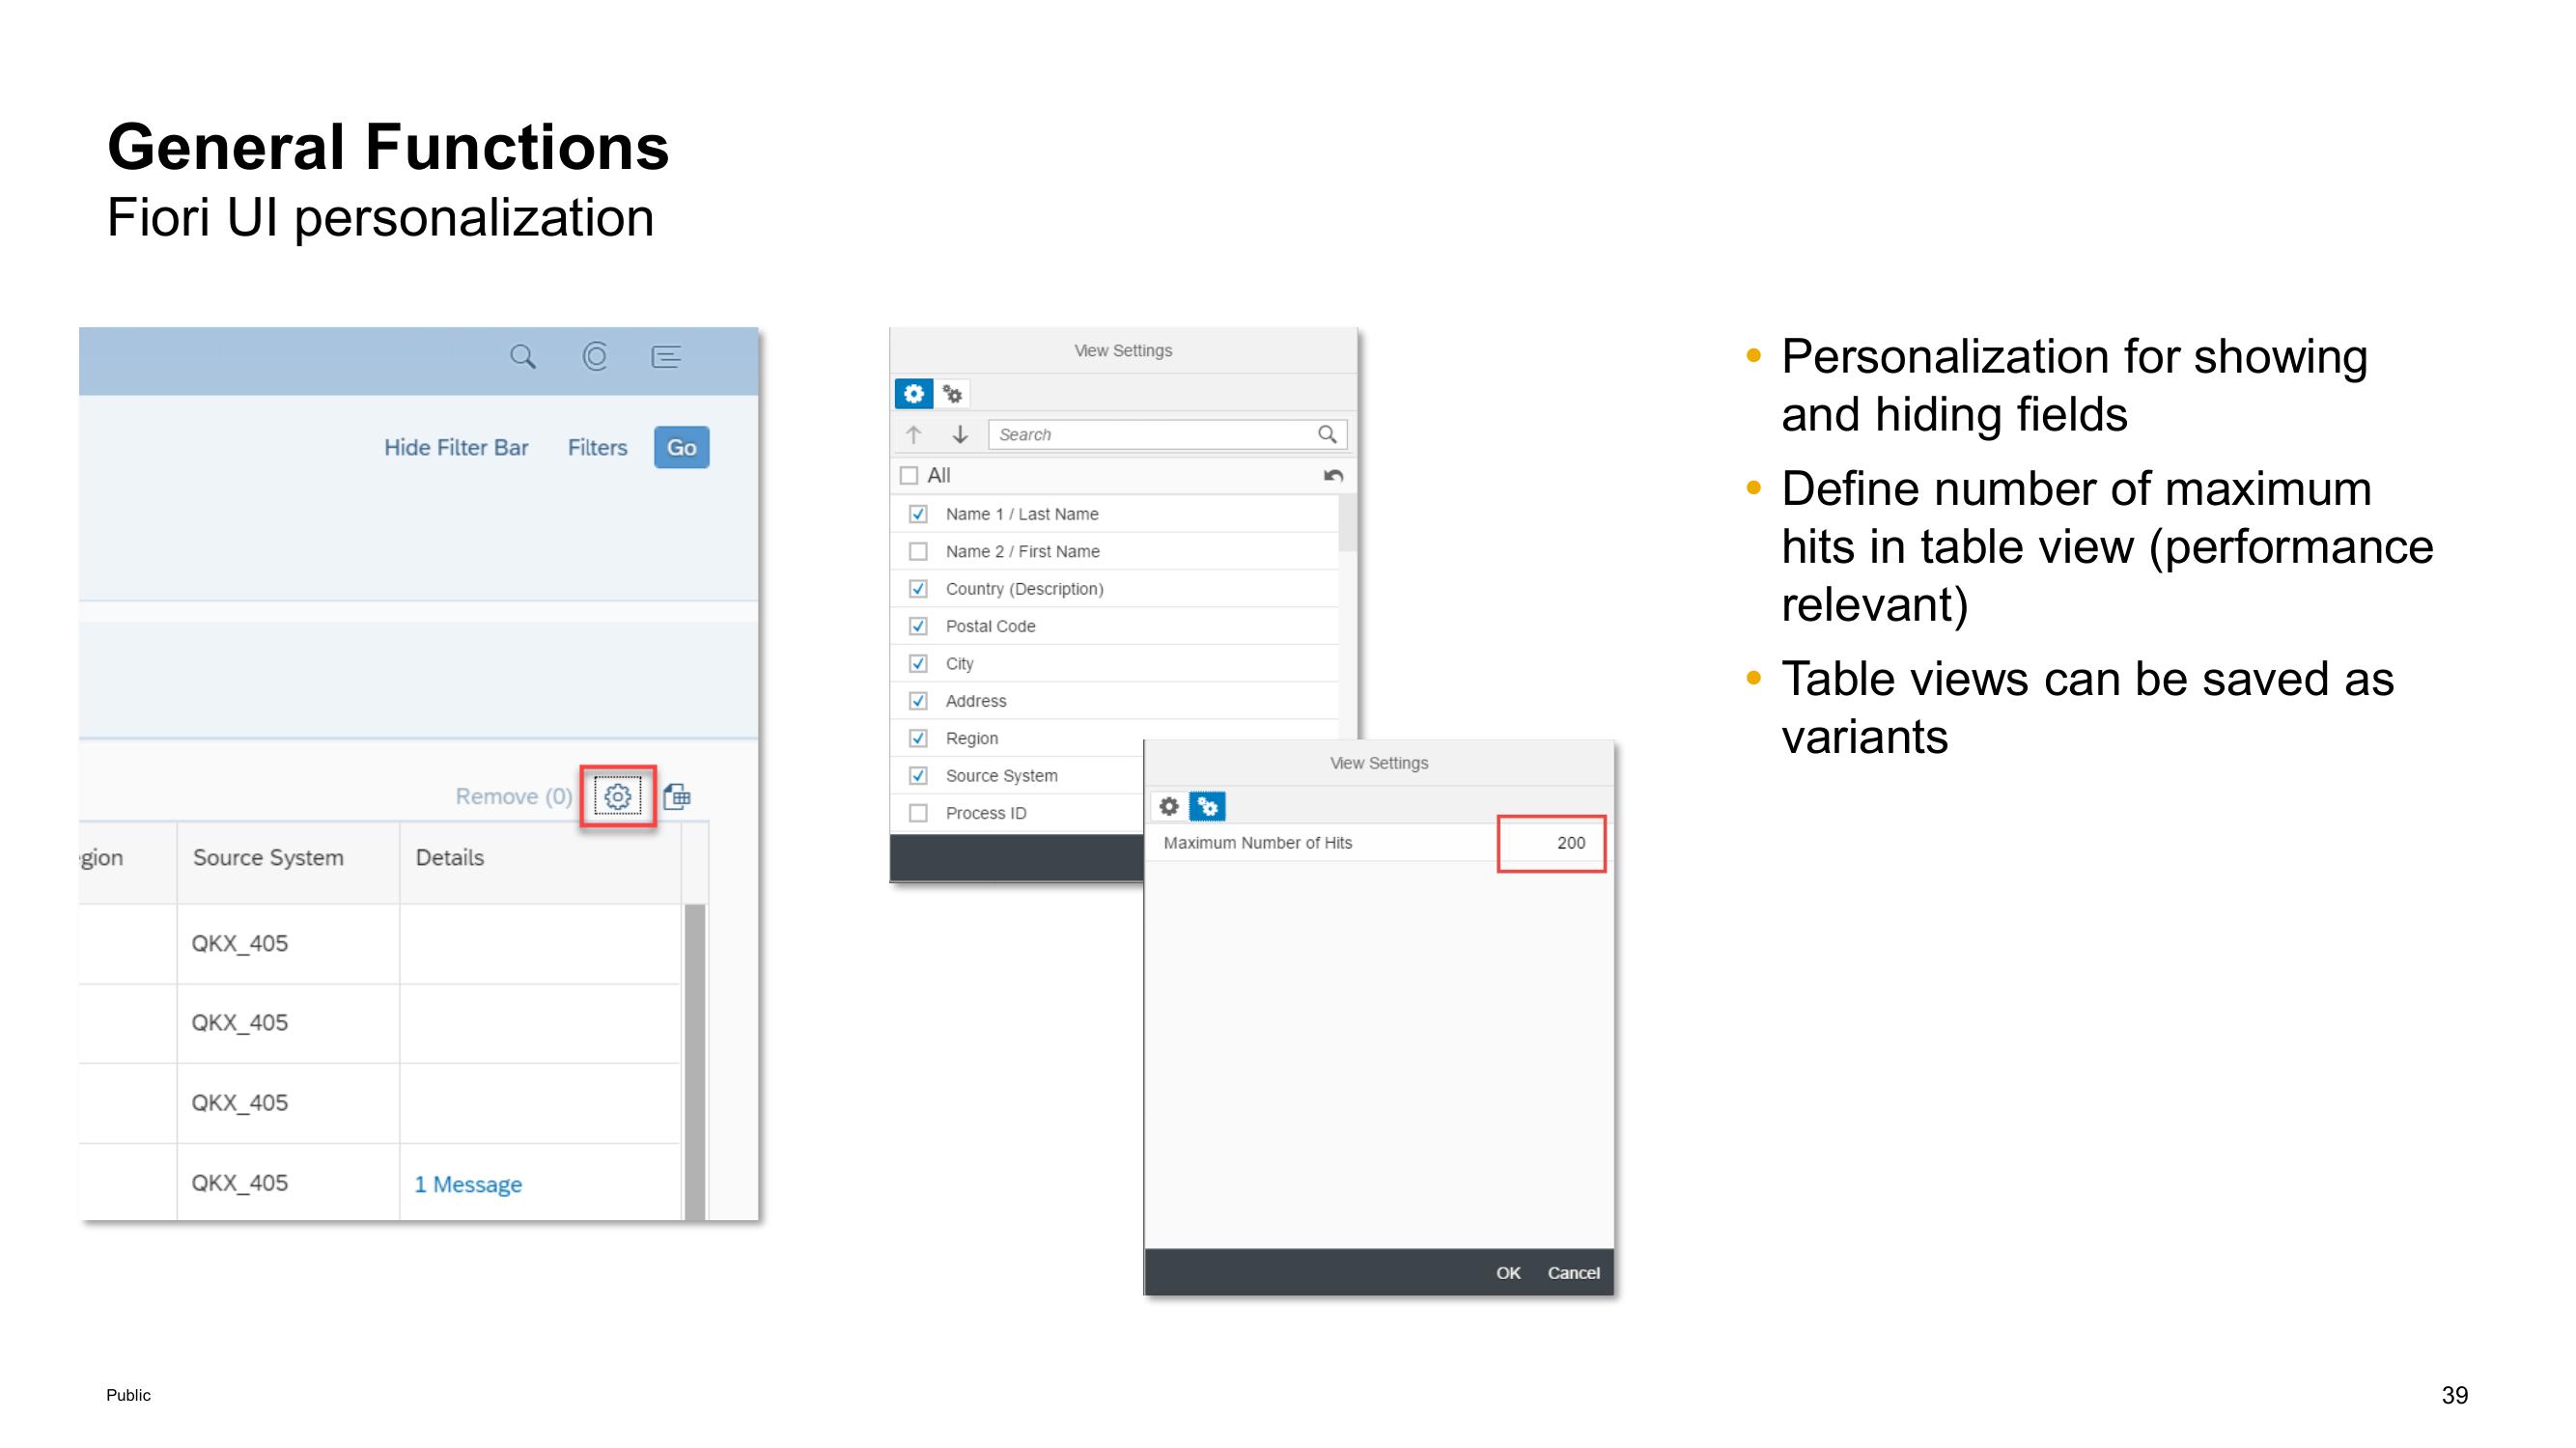 General Functions
Fiori UI personalization
Hide Filter Bar Filters Go
Remove (0)
gion Source System Details
QKX_405
QKX_405
QKX_405
QKX_405 1 Message
View Settings
Search
All
Name 1 / Last Name
Name 2 / First Name
Country (Description)
Postal Code
City
Address
Region
Source System
Process ID
View Settings
Maximum Number of Hits 200
OK Cancel
• Personalization for showing
and hiding fields
• Define number of maximum
hits in table view (performance
relevant)
• Table views can be saved as
variants
Public
39